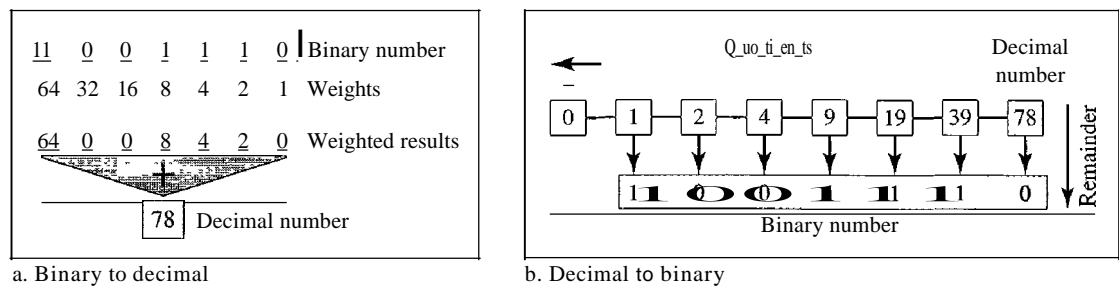 11 0 0 1 1 1 0 Binary number
64 32 16 8 4 2 1 Weights
64 0 0 8 4 2 0 Weighted results
+
78 Decimal number
a. Binary to decimal
Q_uo_ti_en_ts
Decimal
number
0 1 2 4 9 19 39 78
Remainder
1 0 0 1 1 1 0
Binary number
b. Decimal to binary